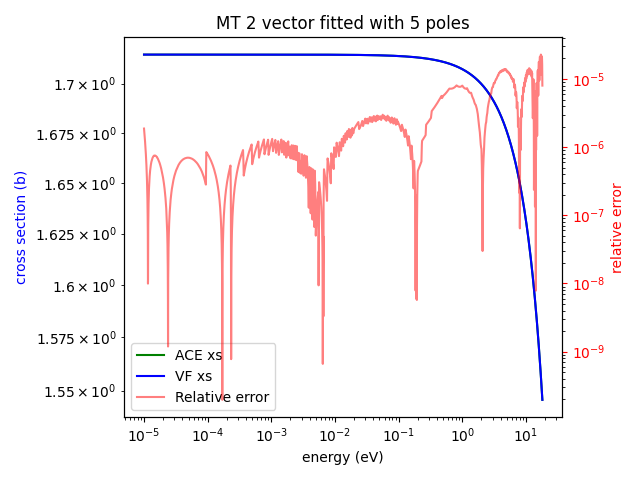 MT 2 vector fitted with 5 poles
1.7 × 10⁰
1.675 × 10⁰
1.65 × 10⁰
1.625 × 10⁰
1.6 × 10⁰
1.575 × 10⁰
1.55 × 10⁰
cross section (b)
10⁻⁵
10⁻⁶
10⁻⁷
10⁻⁸
10⁻⁹
relative error
ACE xs
VF xs
Relative error
10⁻⁵ 10⁻⁴ 10⁻³ 10⁻² 10⁻¹ 10⁰ 10¹
energy (eV)